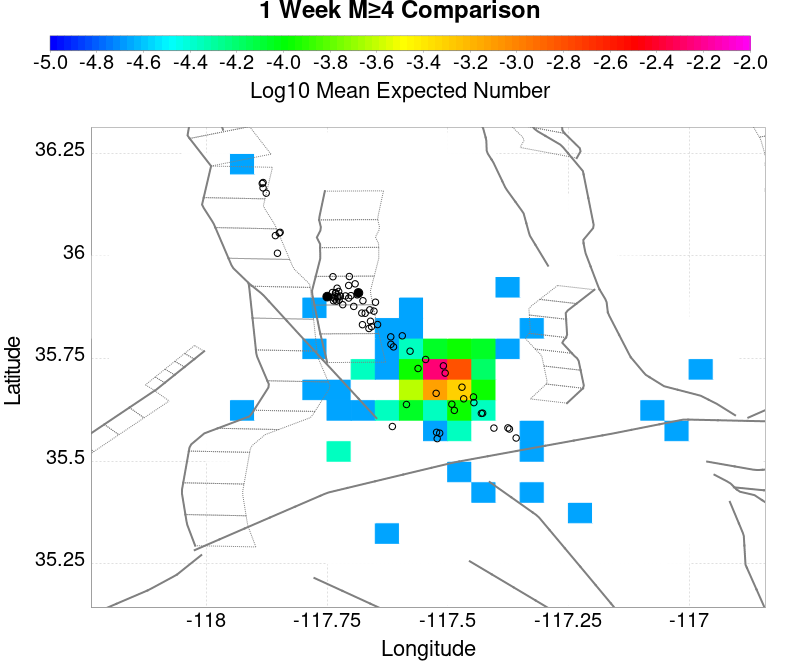 1 Week M≥4 Comparison
-5.0 -4.8 -4.6 -4.4 -4.2 -4.0 -3.8 -3.6 -3.4 -3.2 -3.0 -2.8 -2.6 -2.4 -2.2 -2.0
Log10 Mean Expected Number
36.25
36
35.75
35.5
35.25
Latitude
-118 -117.75 -117.5 -117.25 -117
Longitude